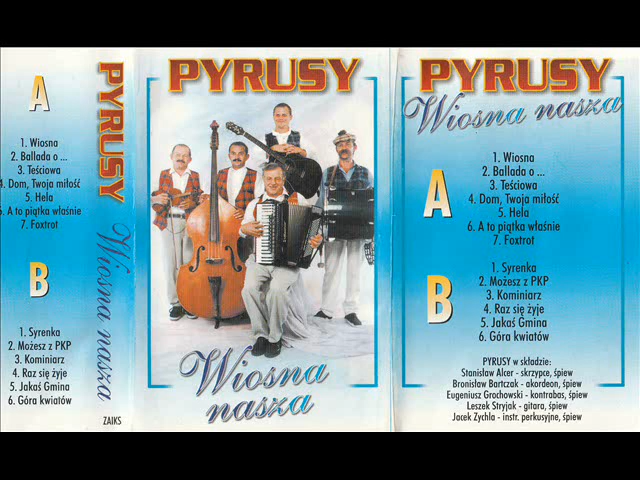 A
1. Wiosna
2. Ballada o ...
3. Teściowa
4. Dom, Twoja miłość
5. Hela
6. A to piątka właśnie
7. Foxtrot
B
1. Syrenka
2. Możesz z PKP
3. Kominiarz
4. Raz się żyje
5. Jakaś Gmina
6. Góra kwiatów
PYRUSY
Wiosna nasza
ZAIKS
PYRUSY
Wiosna
nasza
PYRUSY
Wiosna nasza
A
1. Wiosna
2. Ballada o ...
3. Teściowa
4. Dom, Twoja miłość
5. Hela
6. A to piątka właśnie
7. Foxtrot
B
1. Syrenka
2. Możesz z PKP
3. Kominiarz
4. Raz się żyje
5. Jakaś Gmina
6. Góra kwiatów
PYRUSY w składzie:
Stanisław Alcer - skrzypce, śpiew
Bronisław Bartczak - akordeon, śpiew
Eugeniusz Grochowski - kontrabas, śpiew
Leszek Stryjak - gitara, śpiew
Jacek Zychla - instr. perkusyjne, śpiew